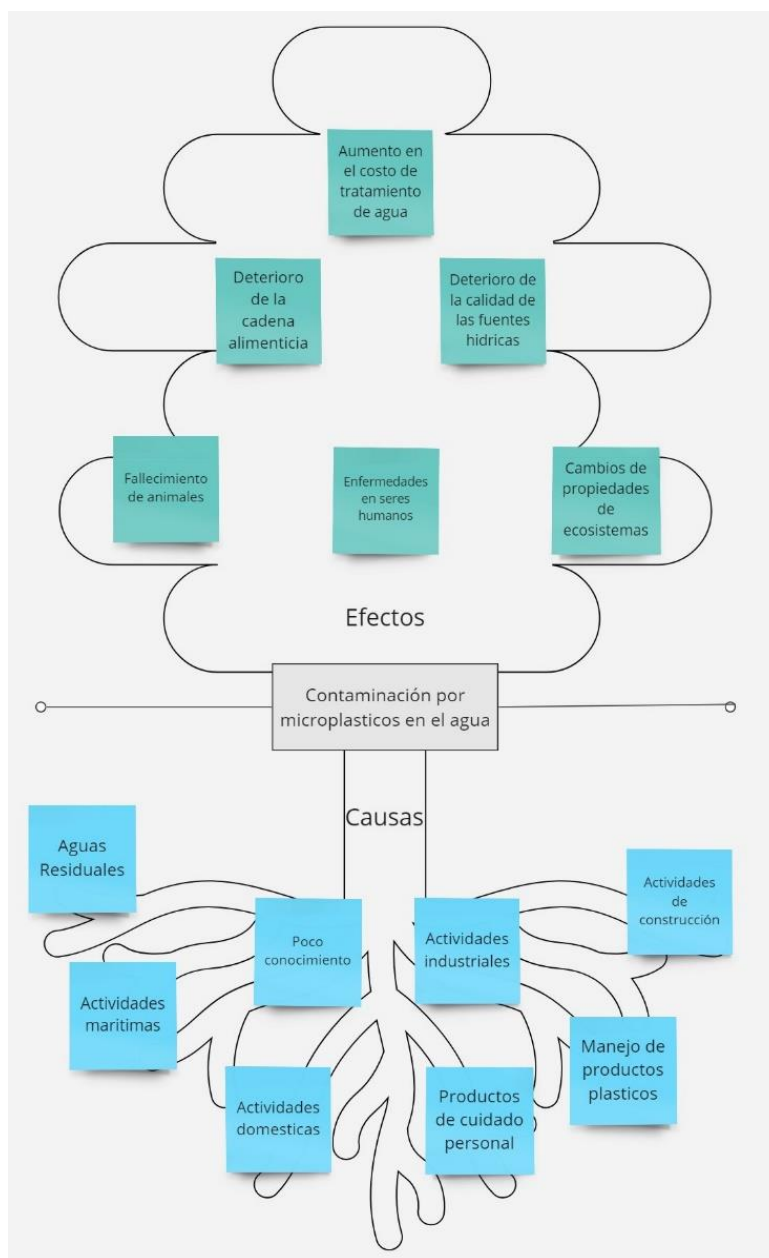 Aumento en
el costo de
tratamiento
de agua
Deterioro
de la
cadena
alimenticia
Deterioro de
la calidad de
las fuentes
hidricas
Fallecimiento
de animales
Enfermedades
en seres
humanos
Cambios de
propiedades
de
ecosistemas
Efectos
Contaminación por
microplasticos en el agua
Causas
Aguas
Residuales
Poco
conocimiento
Actividades
industriales
Actividades
de
construcción
Actividades
maritimas
Actividades
domesticas
Productos
de cuidado
personal
Manejo de
productos
plasticos